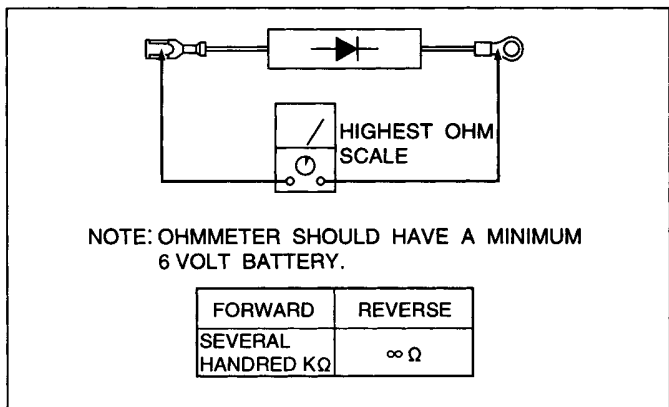 HIGHEST OHM
SCALE
NOTE: OHMMETER SHOULD HAVE A MINIMUM
6 VOLT BATTERY.
FORWARD REVERSE
SEVERAL
HANDRED KΩ ∞ Ω